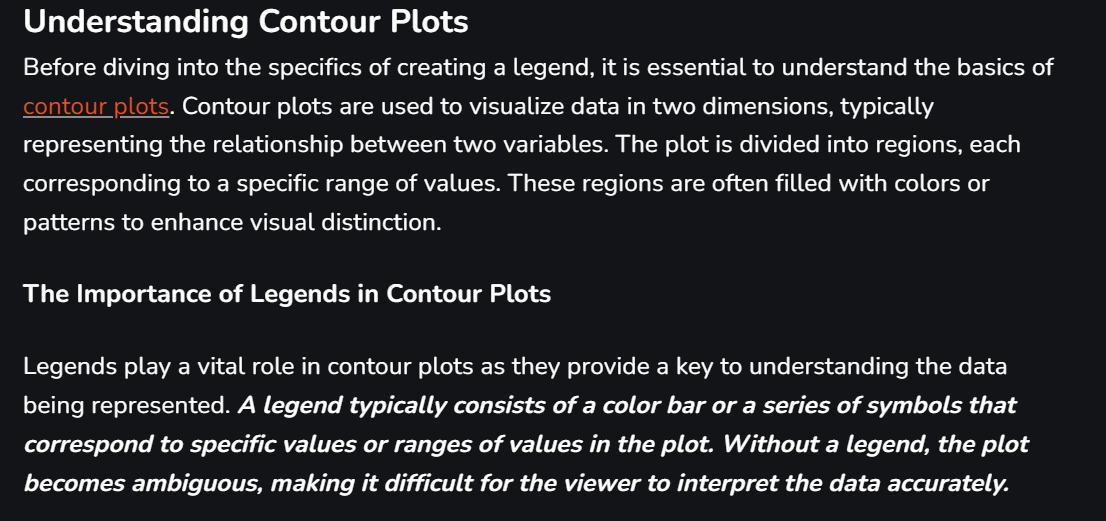 Understanding Contour Plots
Before diving into the specifics of creating a legend, it is essential to understand the basics of
contour plots. Contour plots are used to visualize data in two dimensions, typically
representing the relationship between two variables. The plot is divided into regions, each
corresponding to a specific range of values. These regions are often filled with colors or
patterns to enhance visual distinction.
The Importance of Legends in Contour Plots
Legends play a vital role in contour plots as they provide a key to understanding the data
being represented. A legend typically consists of a color bar or a series of symbols that
correspond to specific values or ranges of values in the plot. Without a legend, the plot
becomes ambiguous, making it difficult for the viewer to interpret the data accurately.